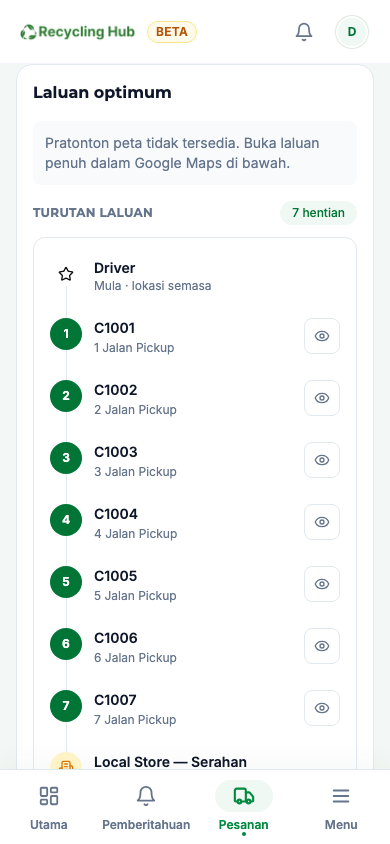 Recycling Hub BETA D
Laluan optimum
Pratonton peta tidak tersedia. Buka laluan
penuh dalam Google Maps di bawah.
TURUTAN LALUAN 7 hentian
Driver
Mula · lokasi semasa
1 C1001
1 Jalan Pickup
2 C1002
2 Jalan Pickup
3 C1003
3 Jalan Pickup
4 C1004
4 Jalan Pickup
5 C1005
5 Jalan Pickup
6 C1006
6 Jalan Pickup
7 C1007
7 Jalan Pickup
Local Store — Serahan
Utama Pemberitahuan Pesanan Menu